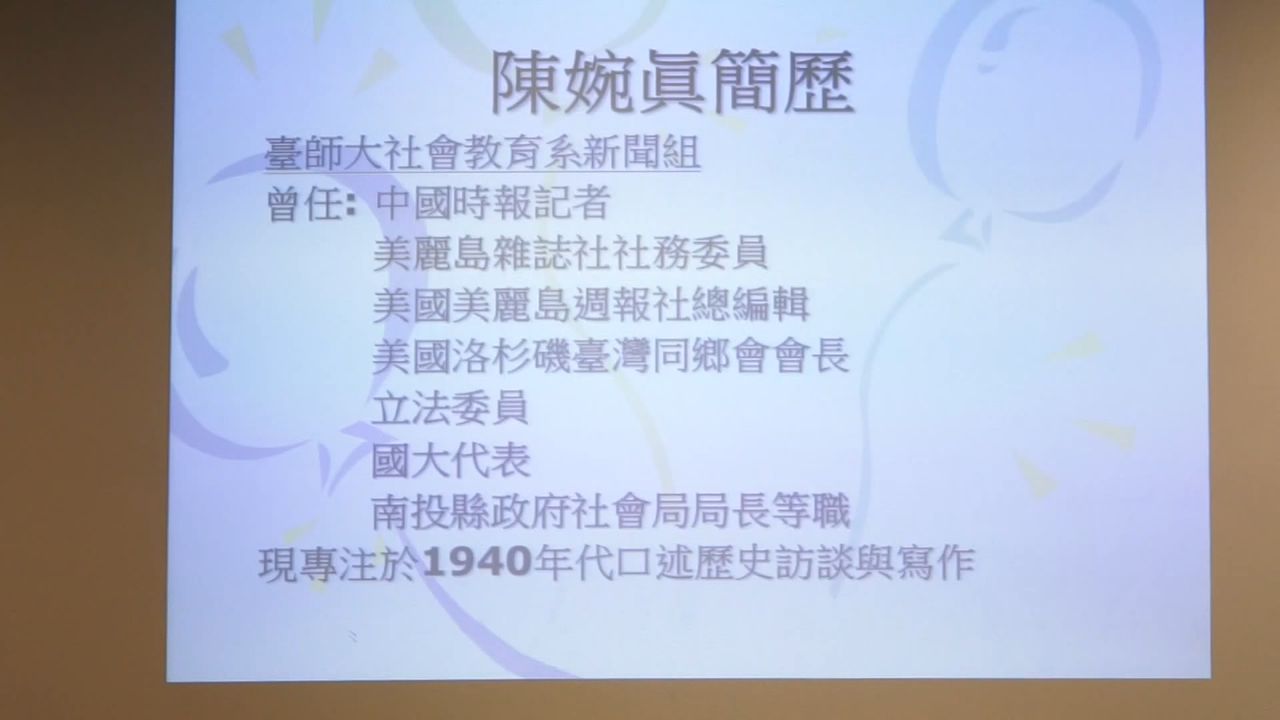 陳婉眞簡歷
臺師大社會教育系新聞組
曾任: 中國時報記者
美麗島雜誌社社務委員
美國美麗島週報社總編輯
美國洛杉磯臺灣同鄉會會長
立法委員
國大代表
南投縣政府社會局局長等職
現專注於1940年代口述歷史訪談與寫作